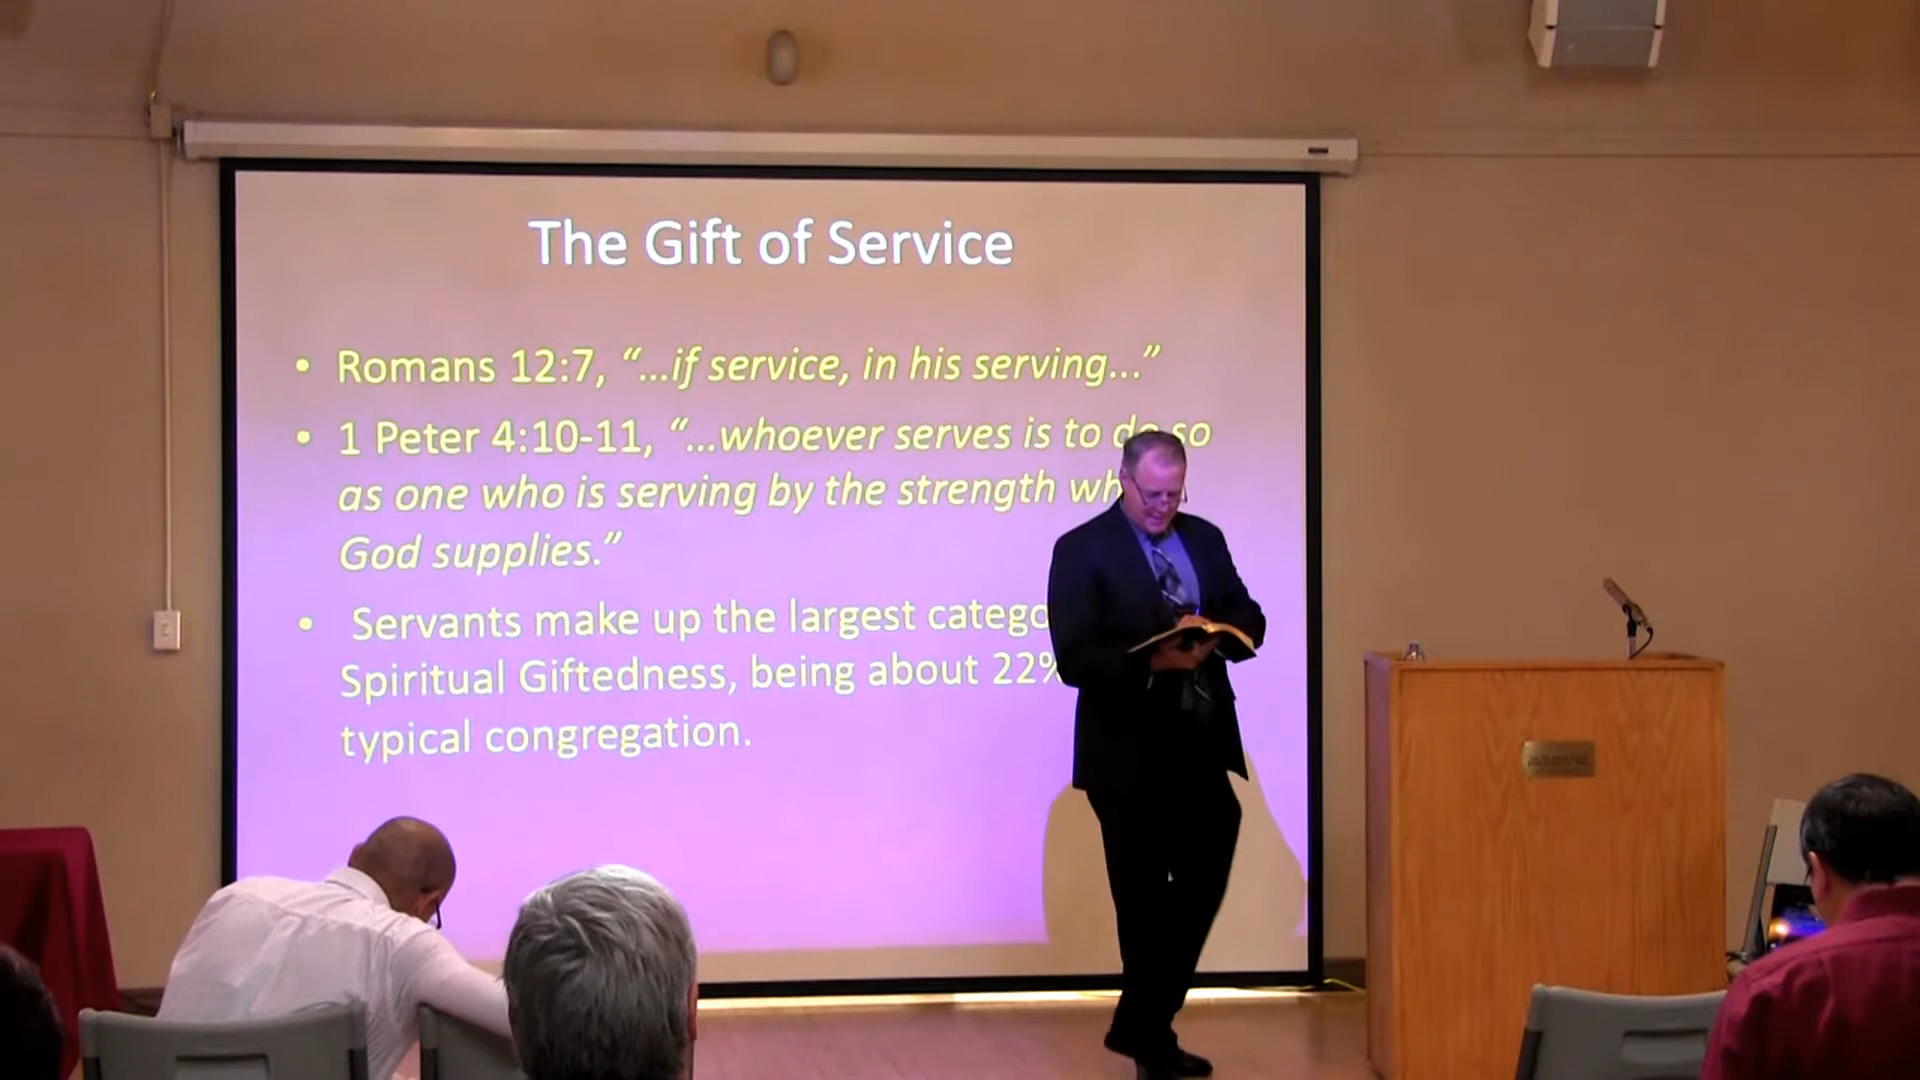 The Gift of Service
• Romans 12:7, “...if service, in his serving...”
• 1 Peter 4:10-11, “...whoever serves is to do so
as one who is serving by the strength
God supplies.”
• Servants make up the largest
Spiritual Giftedness, being about 22%
typical congregation.